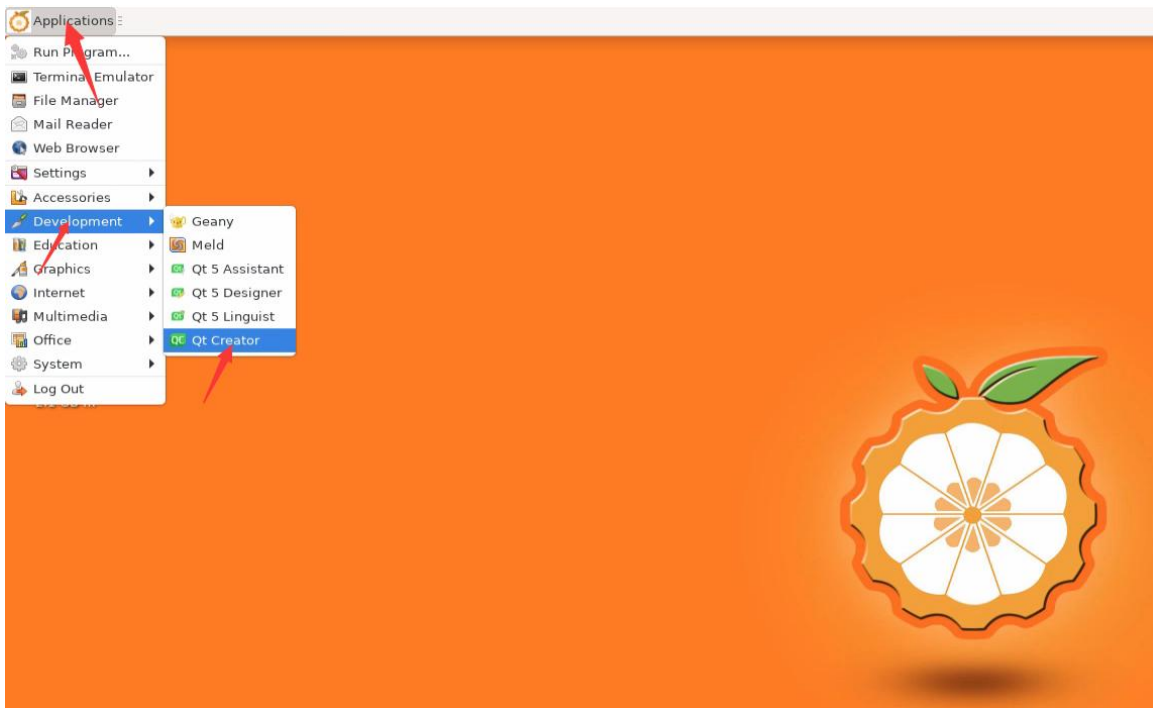 Applications
Run Program...
Terminal Emulator
File Manager
Mail Reader
Web Browser
Settings
Accessories
Development
Education
Graphics
Internet
Multimedia
Office
System
Log Out
Geany
Meld
Qt 5 Assistant
Qt 5 Designer
Qt 5 Linguist
QC Qt Creator